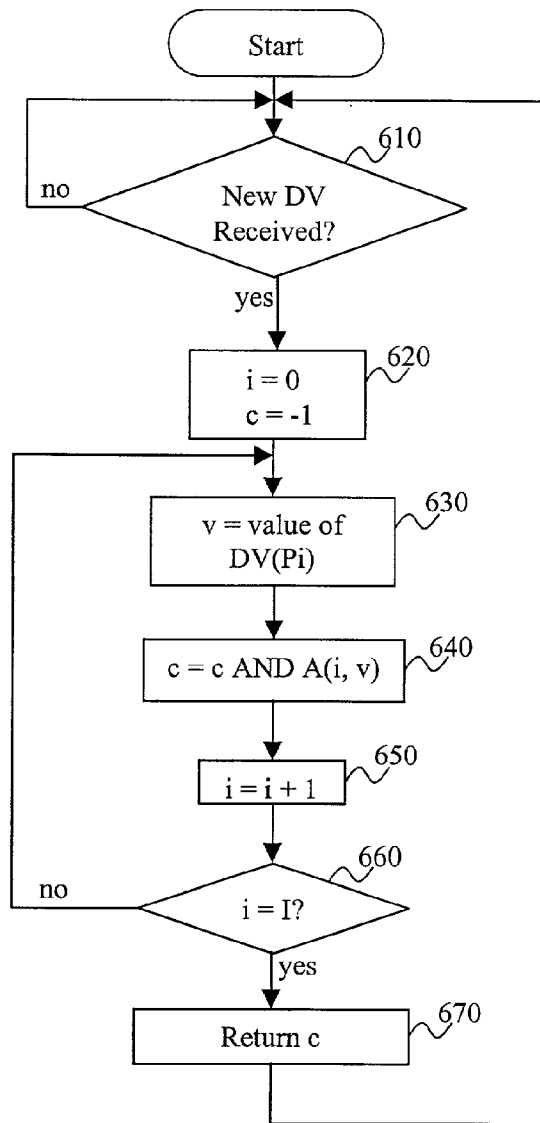 Start
610
no
New DV
Received?
yes
620
i = 0
c = -1
630
v = value of
DV(Pi)
640
c = c AND A(i, v)
650
i = i + 1
660
no
i = I?
yes
670
Return c